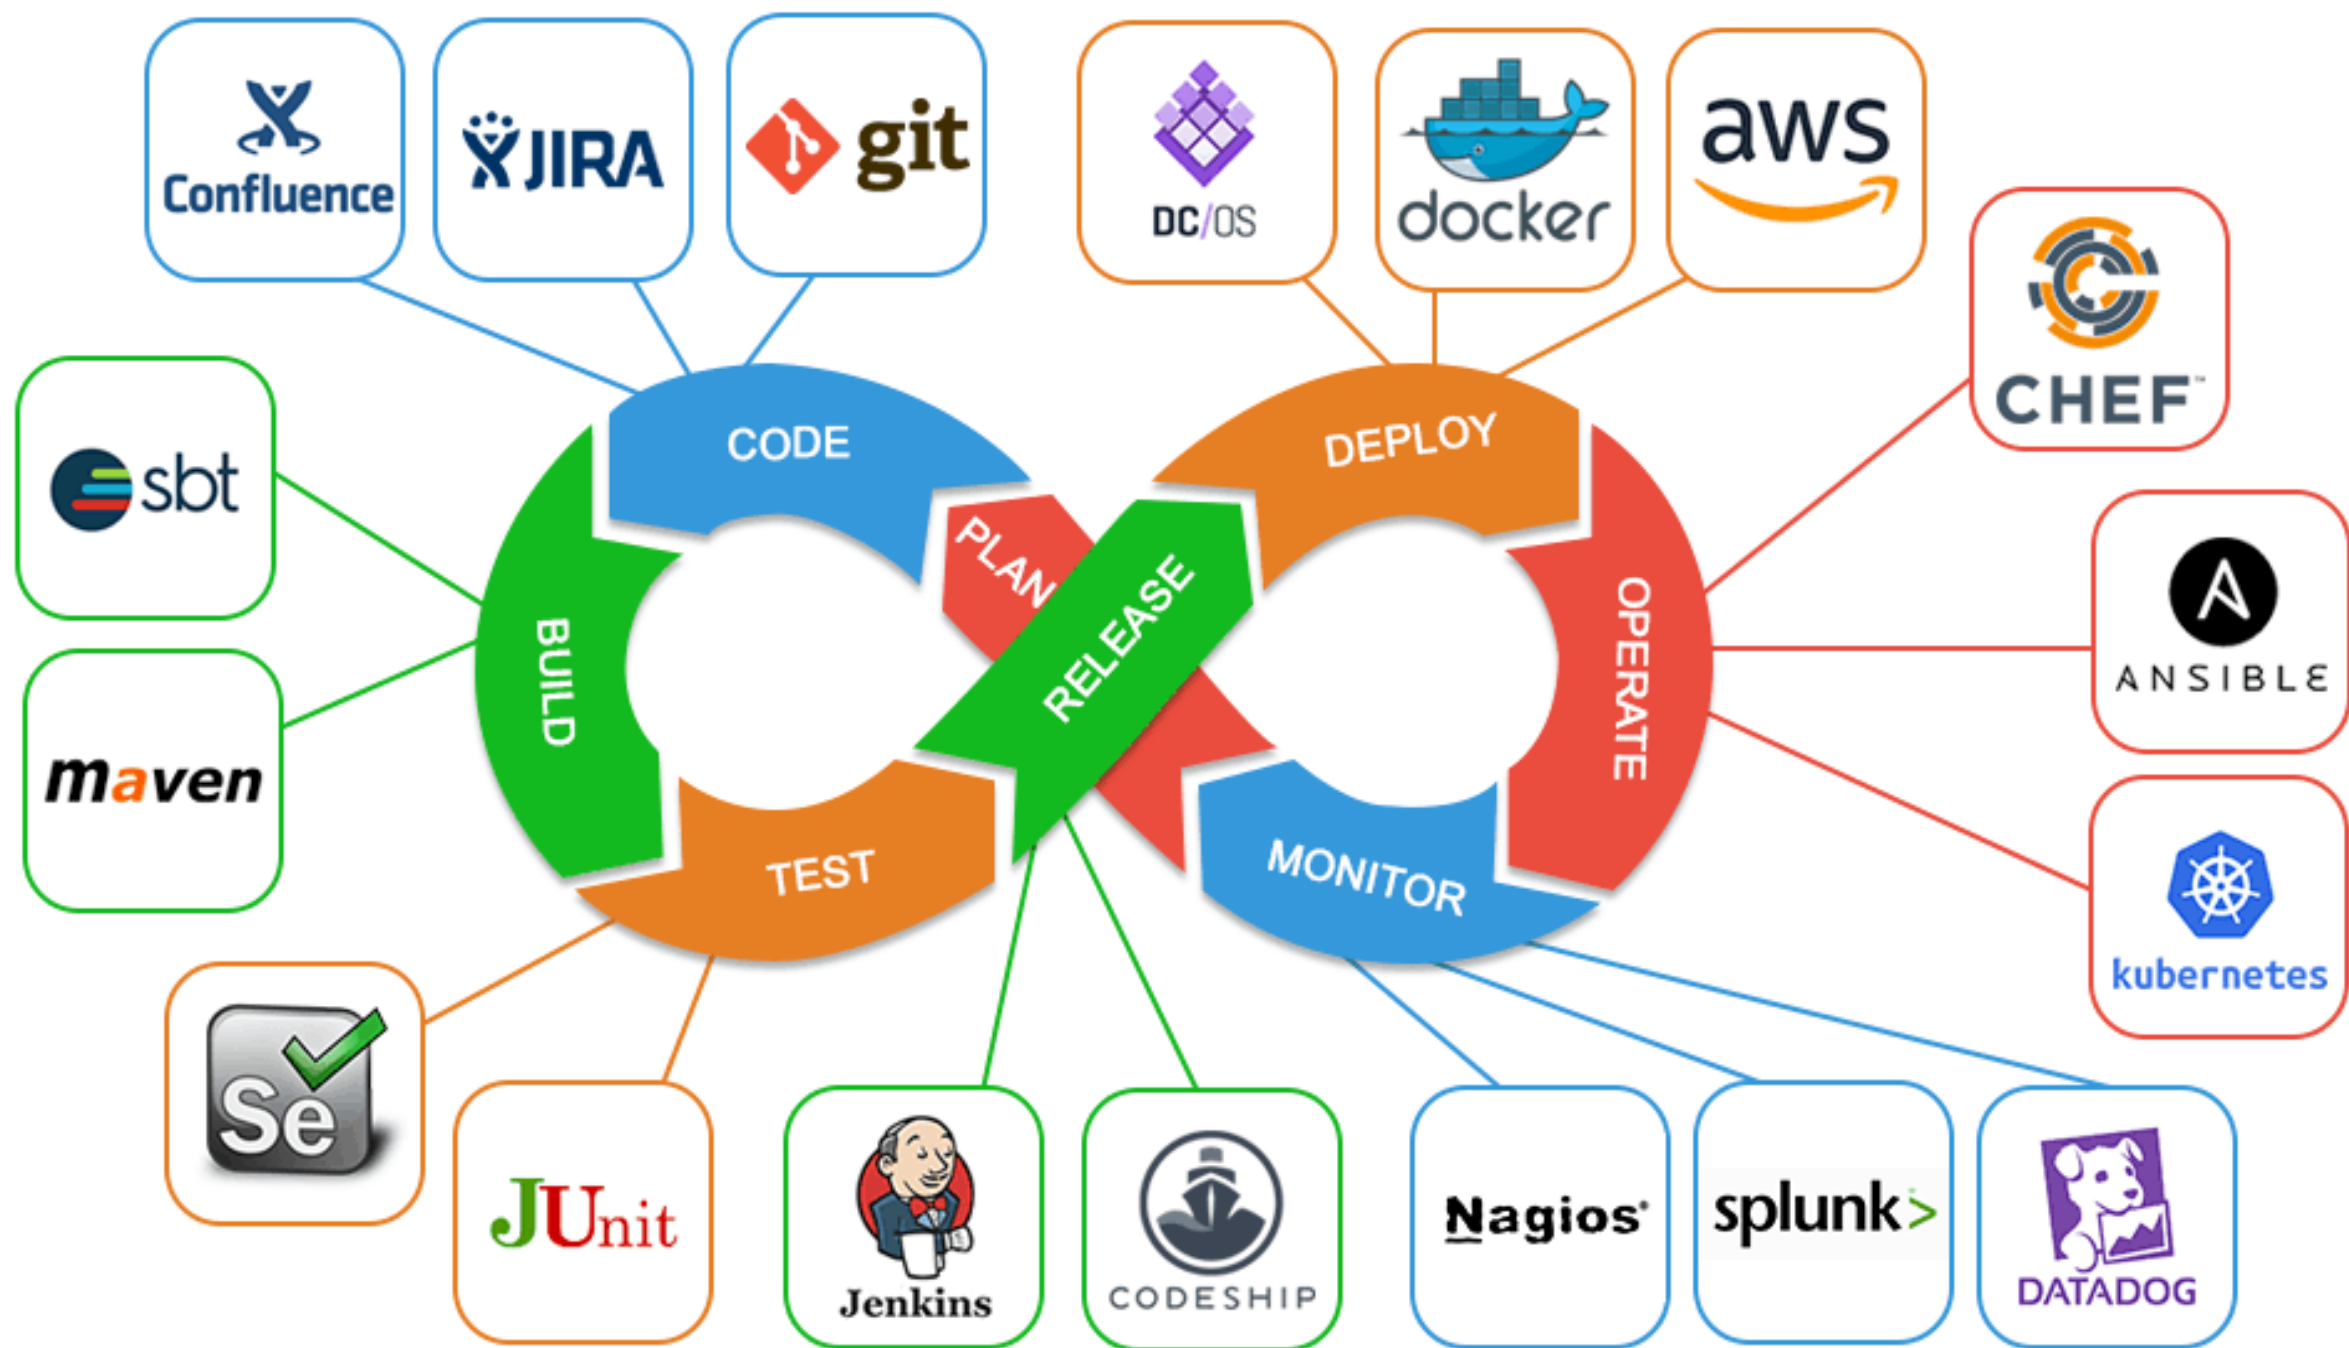 Confluence
JIRA
git
DC/OS
docker
aws
CHEF™
sbt
maven
CODE
PLAN
RELEASE
DEPLOY
OPERATE
BUILD
TEST
MONITOR
ANSIBLE
kubernetes
Se
JUnit
Jenkins
CODESHIP
Nagios®
splunk>
DATADOG